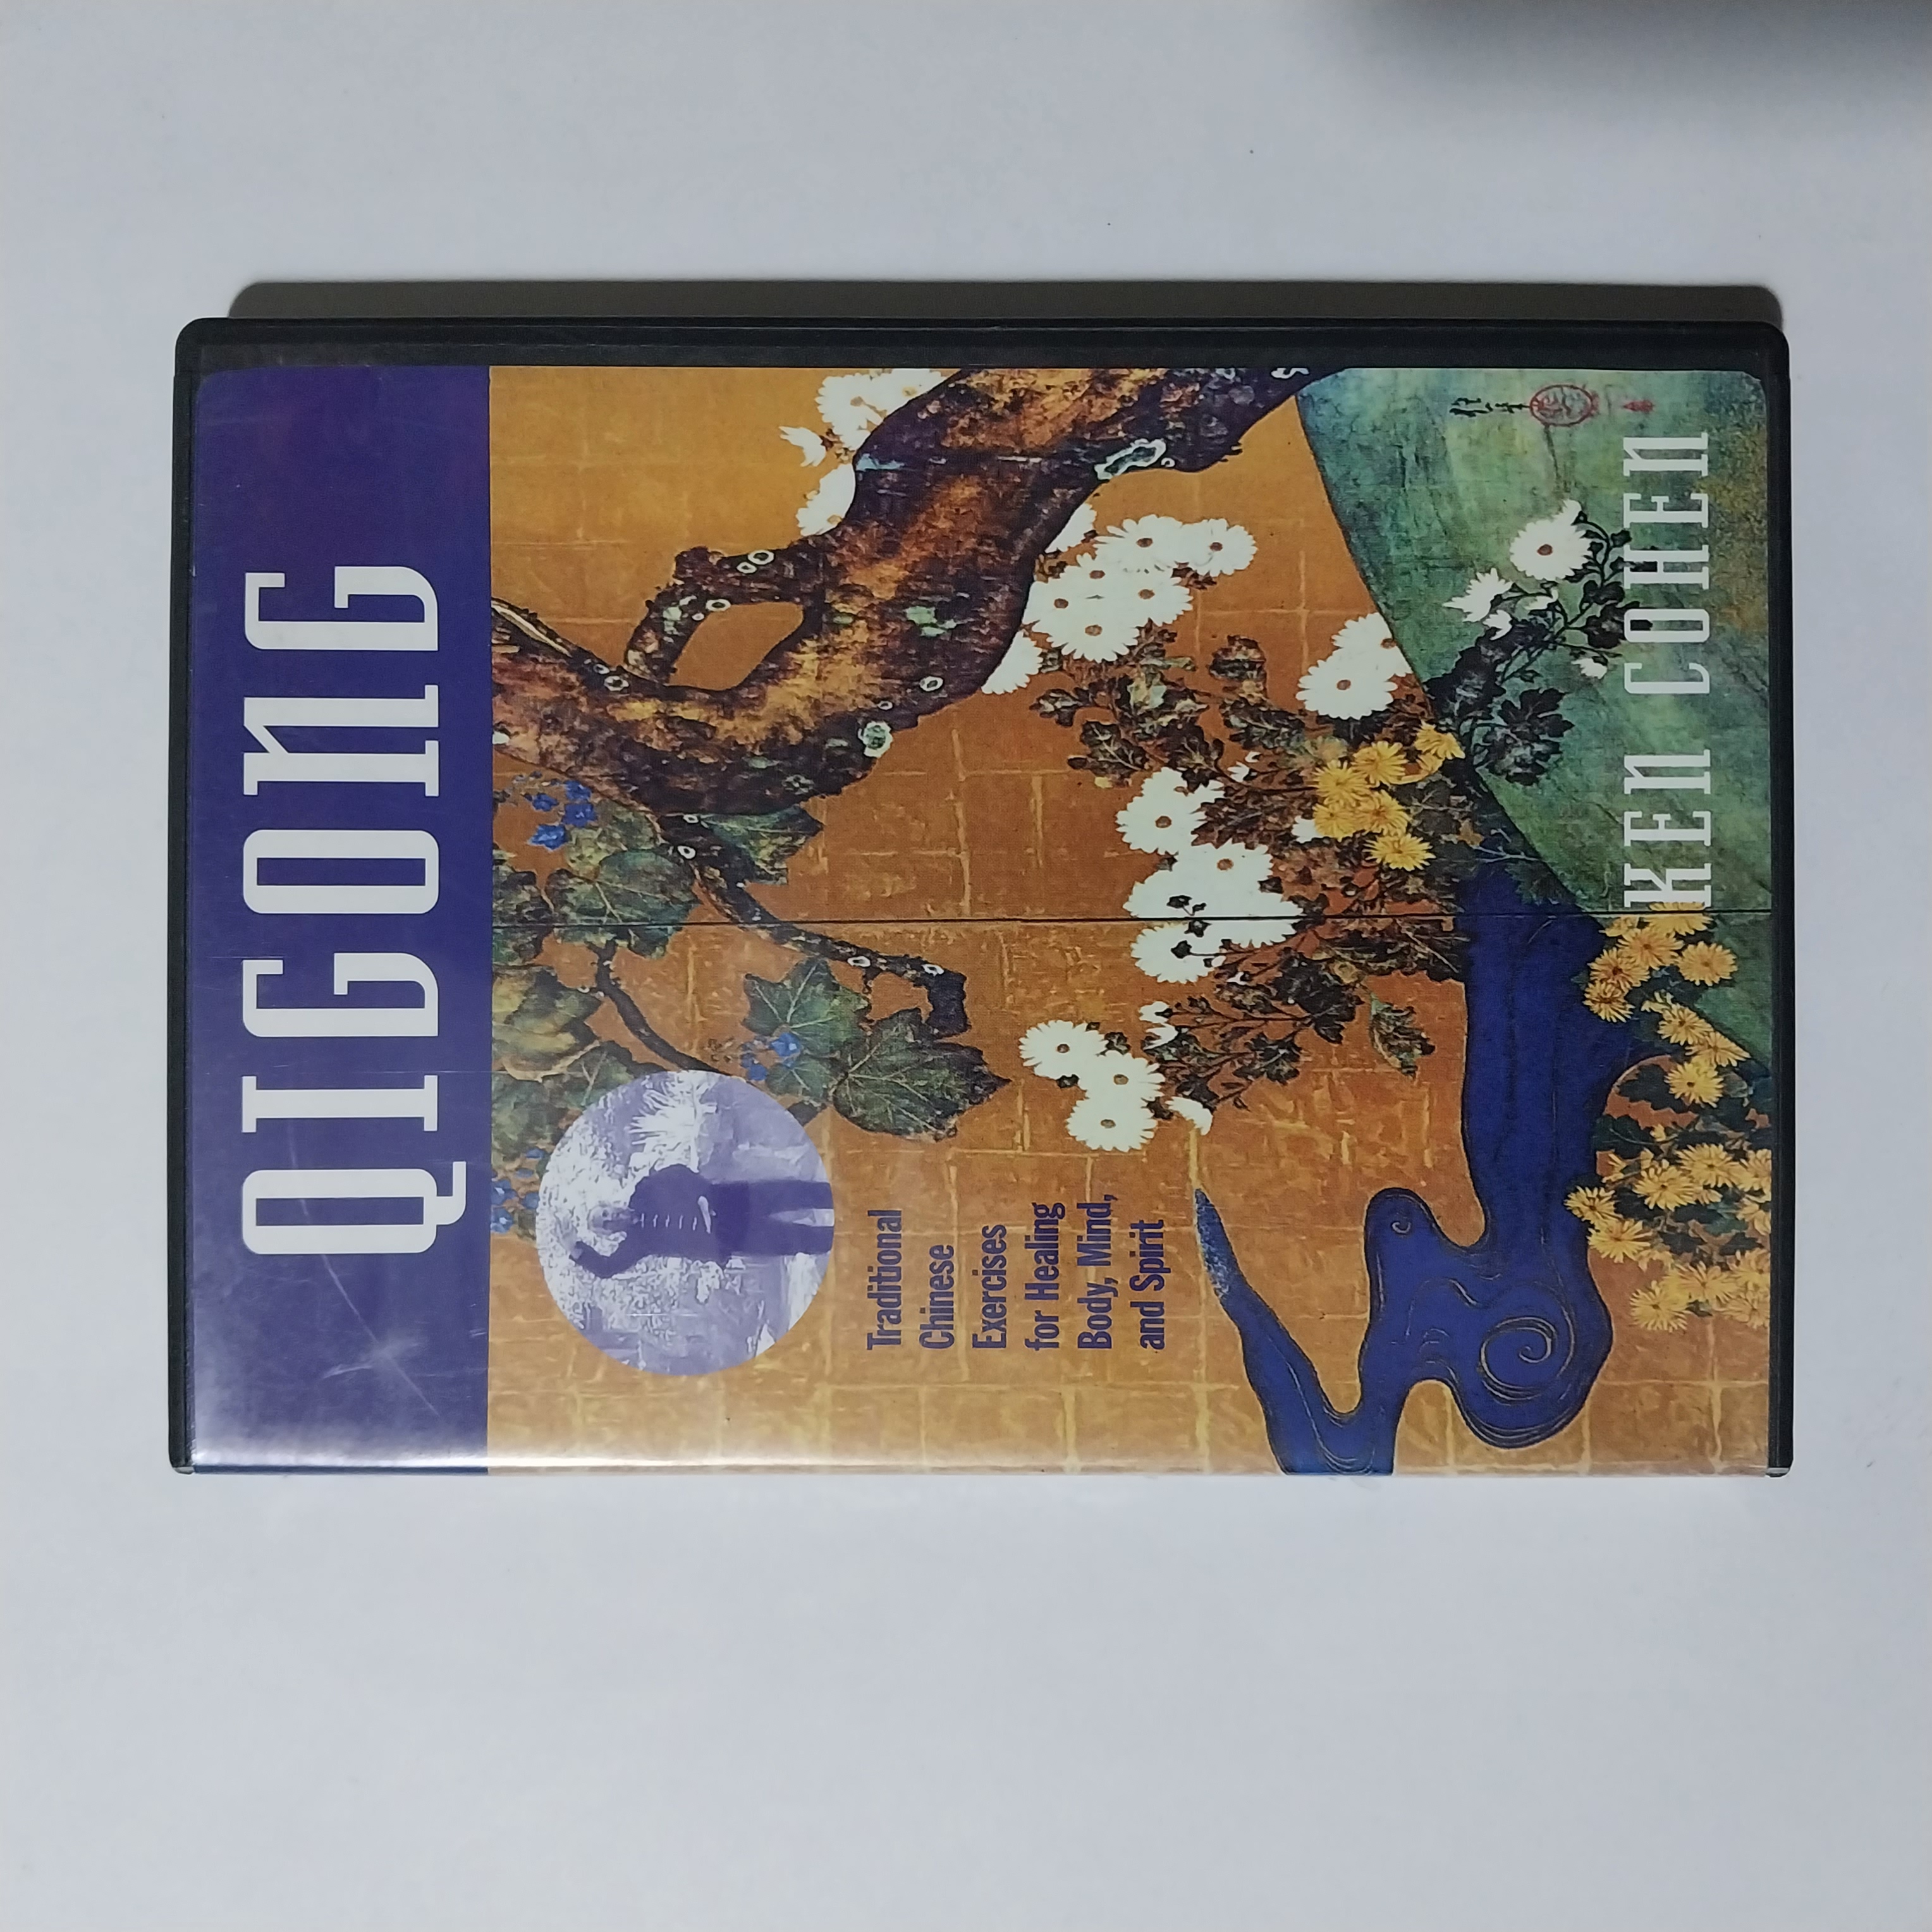 QIGONG
Traditional
Chinese
Exercises
for Healing
Body, Mind,
and Spirit
KEN COHEN